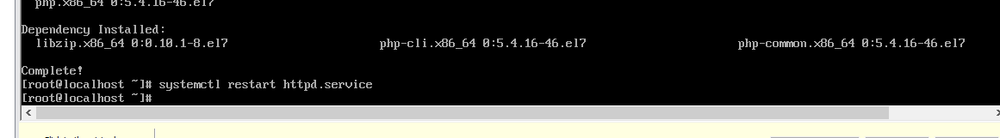 php.x86_64 0:5.4.16-46.el7
Dependency Installed:
libzip.x86_64 0:0.10.1-8.el7 php-cli.x86_64 0:5.4.16-46.el7 php-common.x86_64 0:5.4.16-46.el7
Complete!
[root@localhost ~]# systemctl restart httpd.service
[root@localhost ~]#